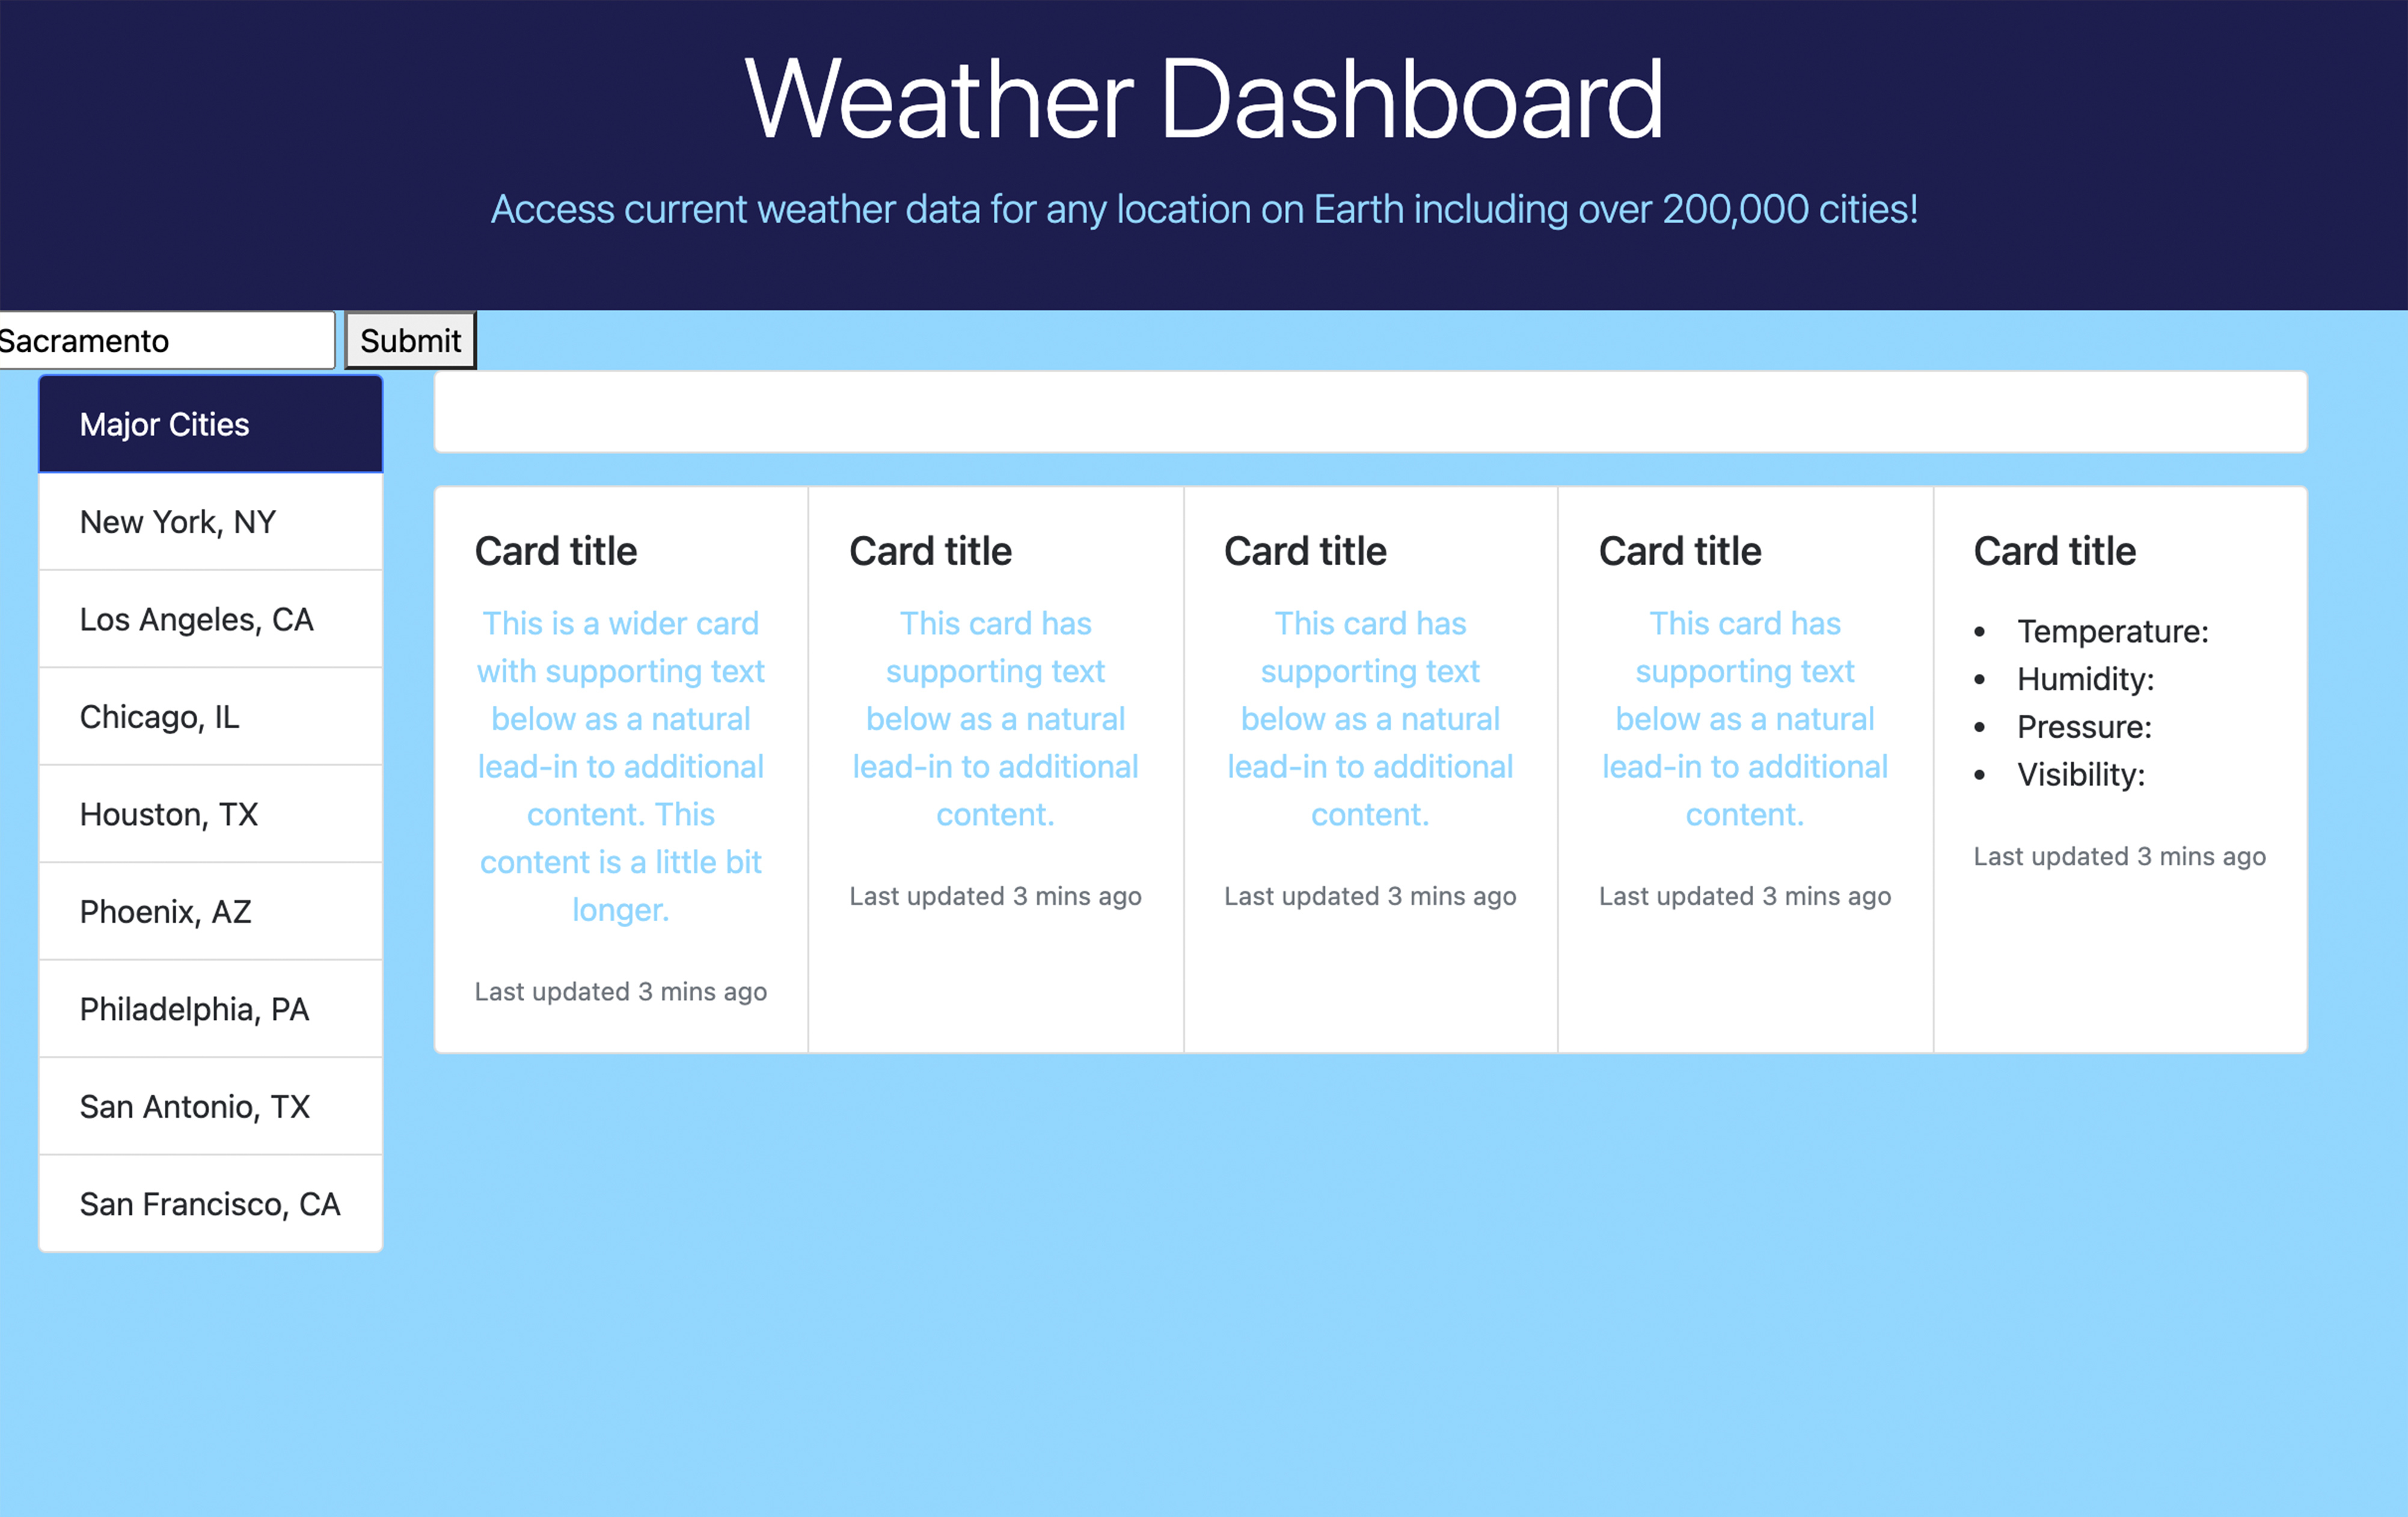 Weather Dashboard
Access current weather data for any location on Earth including over 200,000 cities!
Sacramento
Submit
Major Cities
New York, NY
Los Angeles, CA
Chicago, IL
Houston, TX
Phoenix, AZ
Philadelphia, PA
San Antonio, TX
San Francisco, CA
Card title
This is a wider card
with supporting text
below as a natural
lead-in to additional
content. This
content is a little bit
longer.
Last updated 3 mins ago
Card title
This card has
supporting text
below as a natural
lead-in to additional
content.
Last updated 3 mins ago
Card title
This card has
supporting text
below as a natural
lead-in to additional
content.
Last updated 3 mins ago
Card title
This card has
supporting text
below as a natural
lead-in to additional
content.
Last updated 3 mins ago
Card title
• Temperature:
• Humidity:
• Pressure:
• Visibility:
Last updated 3 mins ago